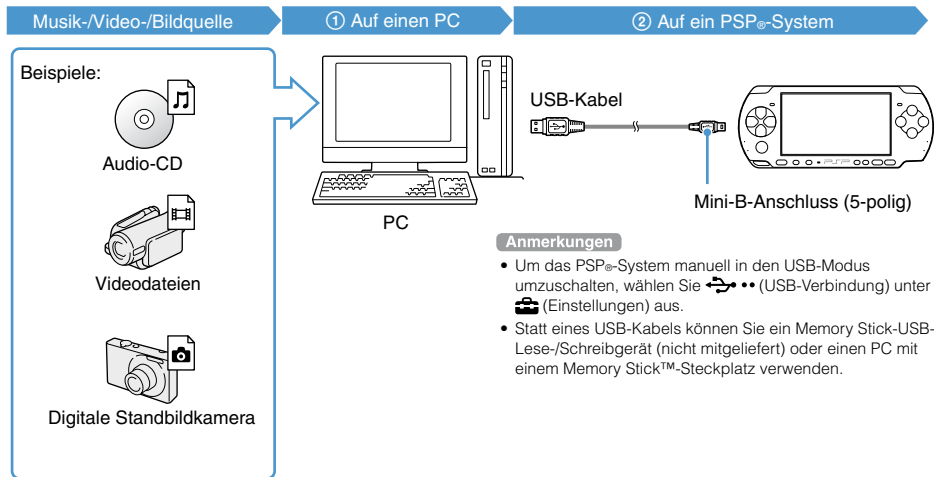 Musik-/Video-/Bildquelle
① Auf einen PC
② Auf ein PSP®-System
Beispiele:
Audio-CD
Videodateien
Digitale Standbildkamera
PC
USB-Kabel
PSP
Mini-B-Anschluss (5-polig)
Anmerkungen
• Um das PSP®-System manuell in den USB-Modus
umzuschalten, wählen Sie (USB-Verbindung) unter
(Einstellungen) aus.
• Statt eines USB-Kabels können Sie ein Memory Stick-USB-
Lese-/Schreibgerät (nicht mitgeliefert) oder einen PC mit
einem Memory Stick™-Steckplatz verwenden.